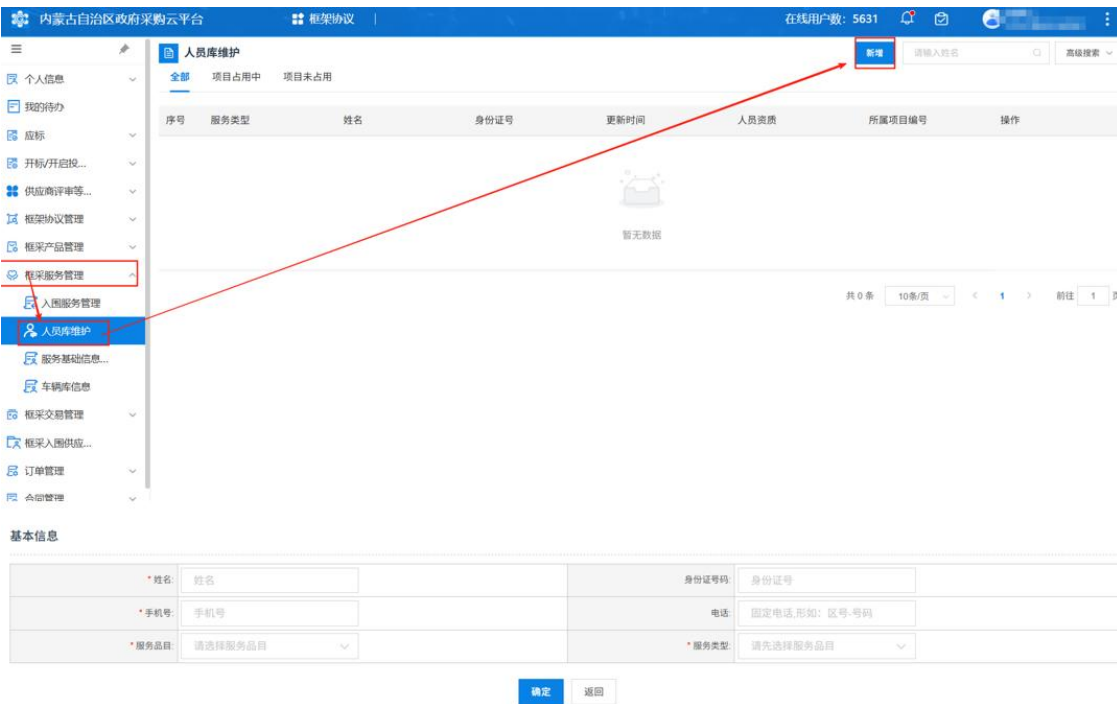 内蒙古自治区政府采购云平台 框架协议 在线用户数：5631
人员库维护 新增 请输入姓名 高级搜索
全部 项目占用中 项目未占用
序号 服务类型 姓名 身份证号 更新时间 人员资质 所属项目编号 操作
暂无数据
共 0 条 10条/页 1 前往 1 页
个人信息
我的待办
应标
开标/开启投...
供应商评审等...
框架协议管理
框采产品管理
框采服务管理
入围服务管理
人员库维护
服务基础信息...
车辆库信息
框采交易管理
框采入围供应...
订单管理
合同管理
基本信息
*姓名: 姓名 身份证号码: 身份证号
*手机号: 手机号 电话: 固定电话,形如：区号-号码
*服务品目: 请选择服务品目 *服务类型: 请先选择服务品目
确定 返回